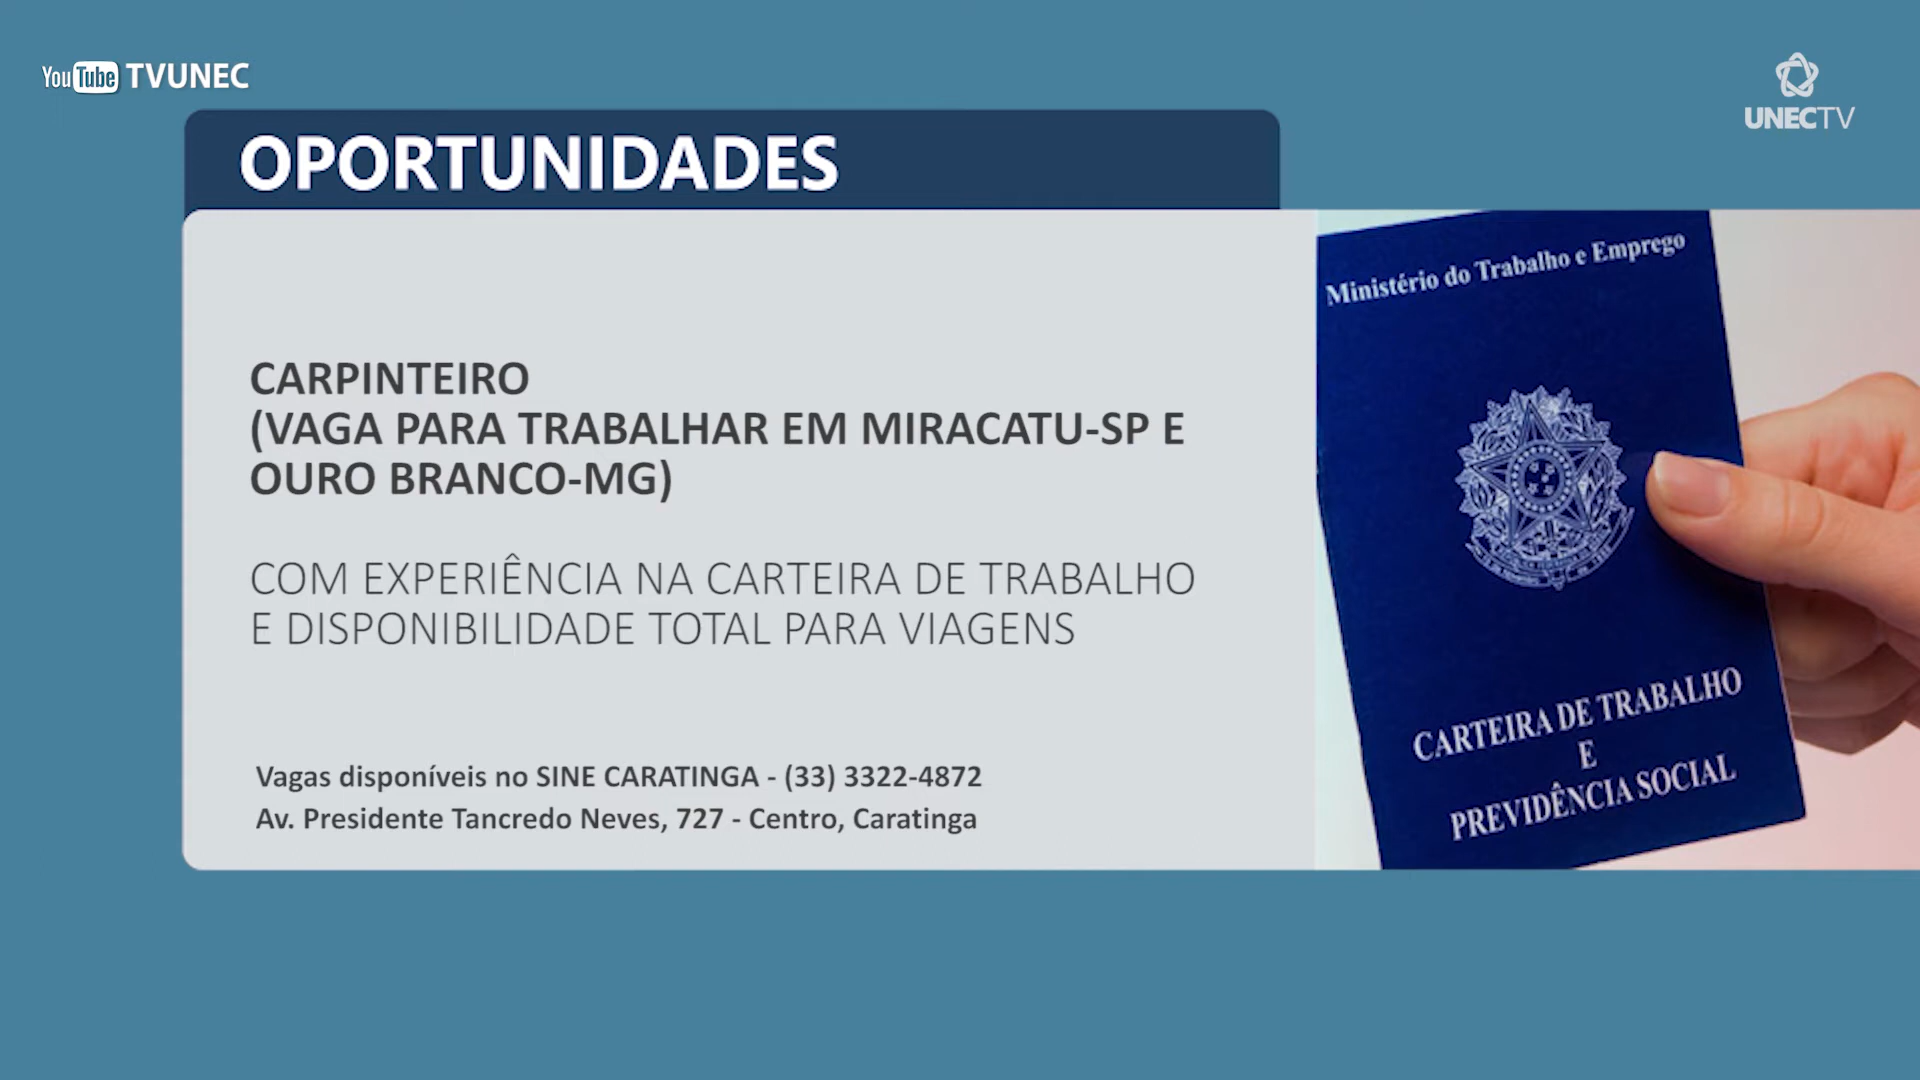 YouTube TVUNEC
UNECTV
OPORTUNIDADES
CARPINTEIRO
(VAGA PARA TRABALHAR EM MIRACATU-SP E
OURO BRANCO-MG)
COM EXPERIÊNCIA NA CARTEIRA DE TRABALHO
E DISPONIBILIDADE TOTAL PARA VIAGENS
Vagas disponíveis no SINE CARATINGA - (33) 3322-4872
Av. Presidente Tancredo Neves, 727 - Centro, Caratinga
Ministério do Trabalho e Emprego
CARTEIRA DE TRABALHO
E
PREVIDÊNCIA SOCIAL